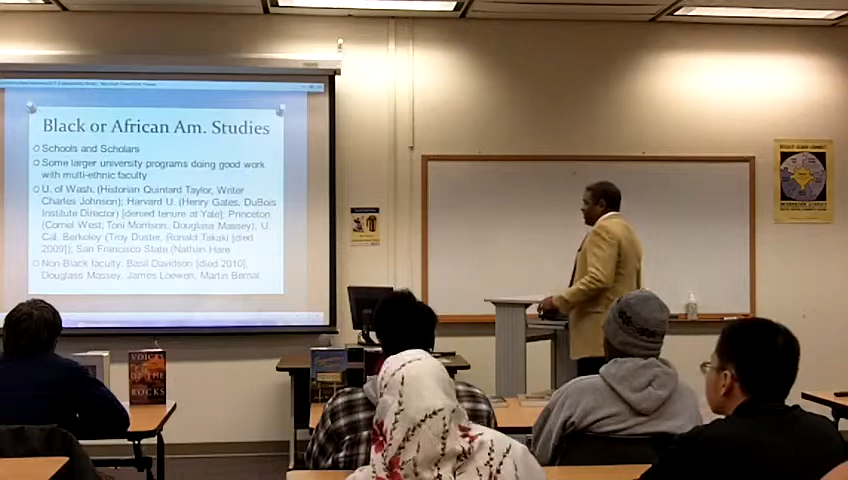 Black or African Am. Studies
Schools and Scholars
Some larger university programs doing good work
with multi-ethnic faculty
U. of Wash. (Historian Quintard Taylor, Writer
Charles Johnson); Harvard U. (Henry Gates, DuBois
Institute Director) [denied tenure at Yale]; Princeton
(Cornel West; Toni Morrison; Douglass Massey); U.
Cal. Berkeley (Troy Duster, (Ronald Takaki [died
2009]); San Francisco State (Nathan Hare
Non-Black faculty: Basil Davidson [died 2010],
Douglass Massey, James Loewen, Martin Bernal
VOICES
OF THE
ROCKS